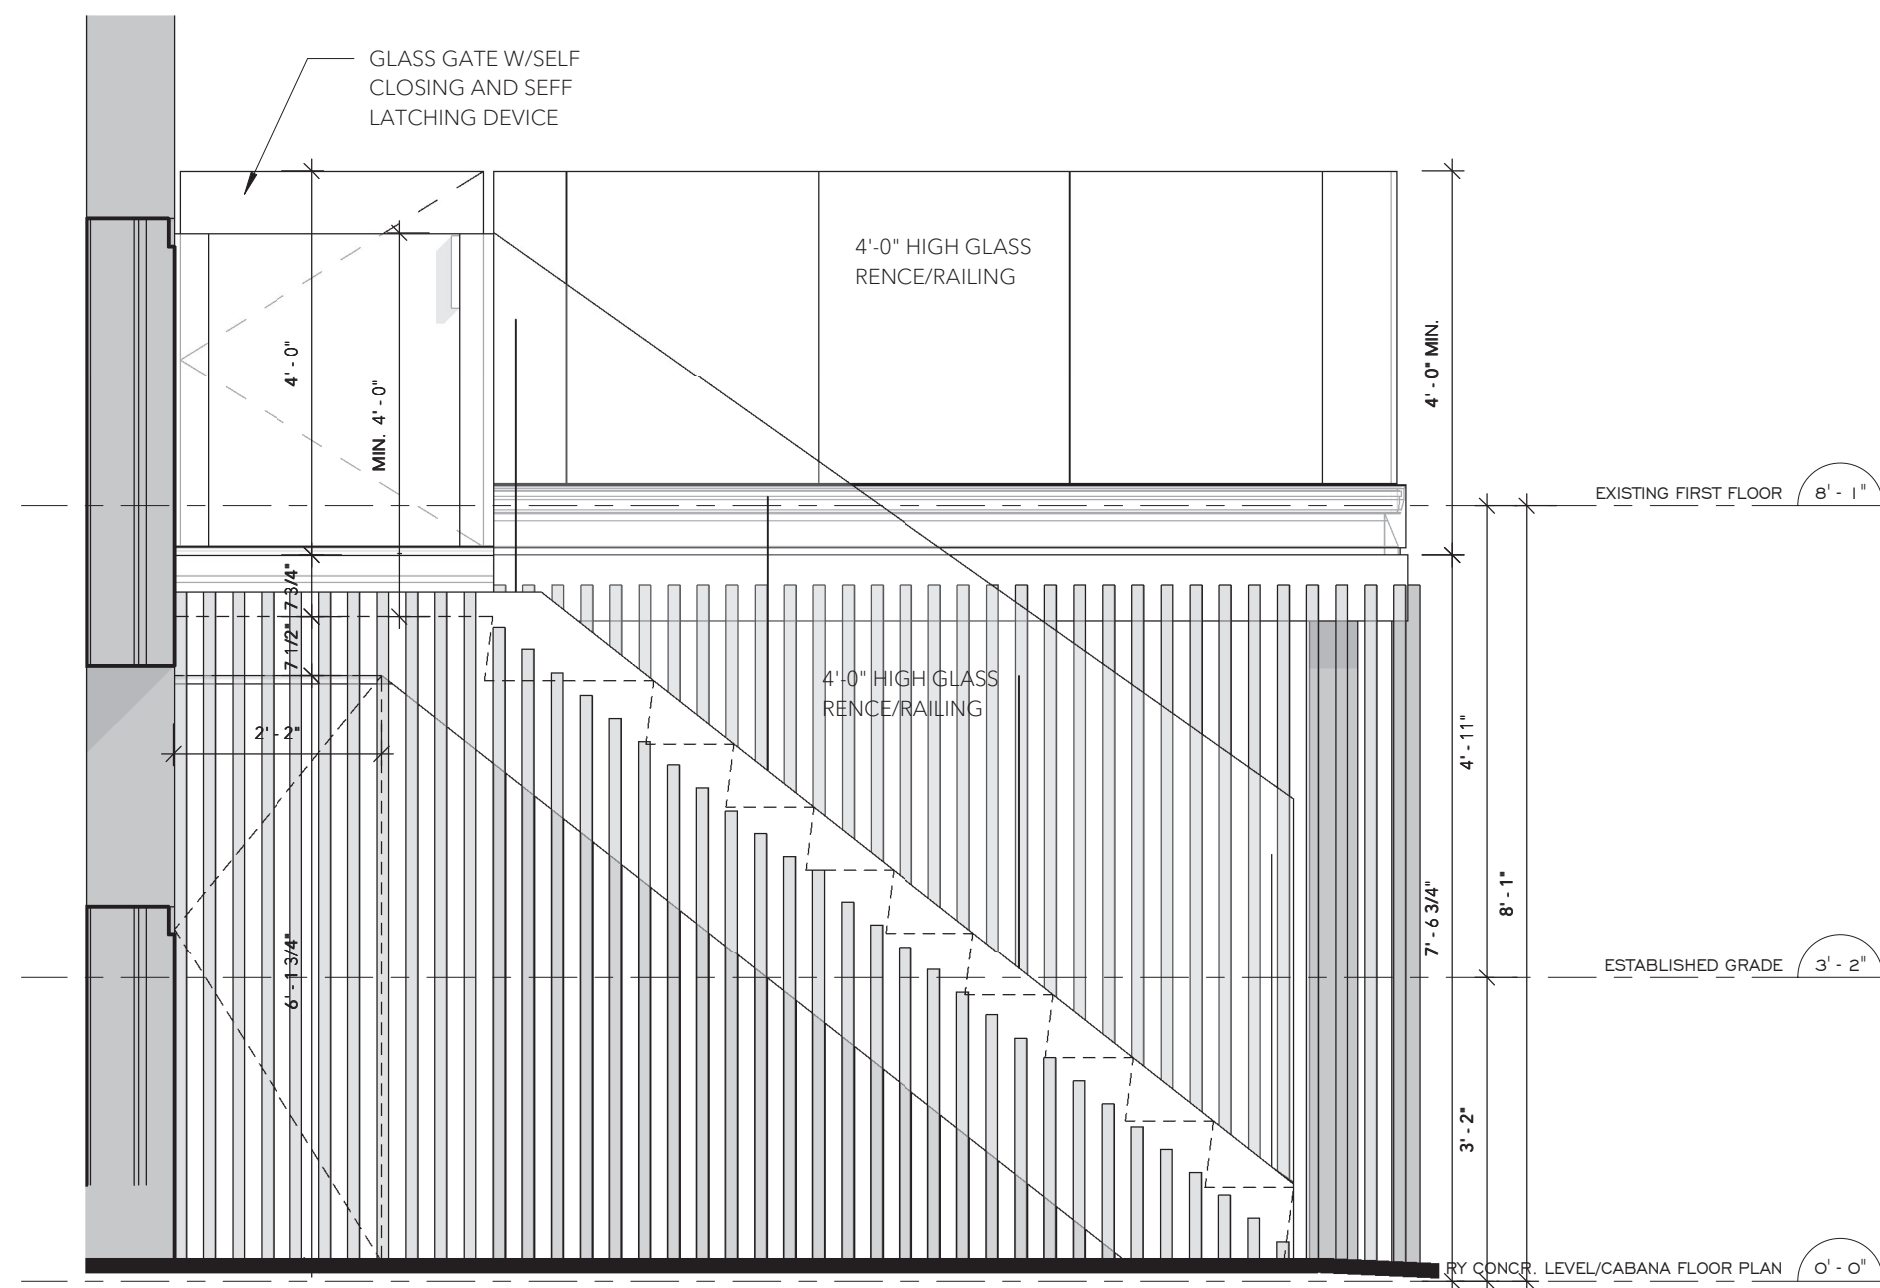 GLASS GATE W/SELF
CLOSING AND SEFF
LATCHING DEVICE
4'-0" HIGH GLASS
RENCE/RAILING
4' - 0"
MIN. 4' - 0"
4' - 0" MIN.
EXISTING FIRST FLOOR 8' - 1"
7 3/4"
7 1/2"
4'-0" HIGH GLASS
RENCE/RAILING
2' - 2"
4' - 11"
7' - 6 3/4"
8' - 1"
6' - 1 3/4"
ESTABLISHED GRADE 3' - 2"
3' - 2"
RY CONCR. LEVEL/CABANA FLOOR PLAN 0' - 0"